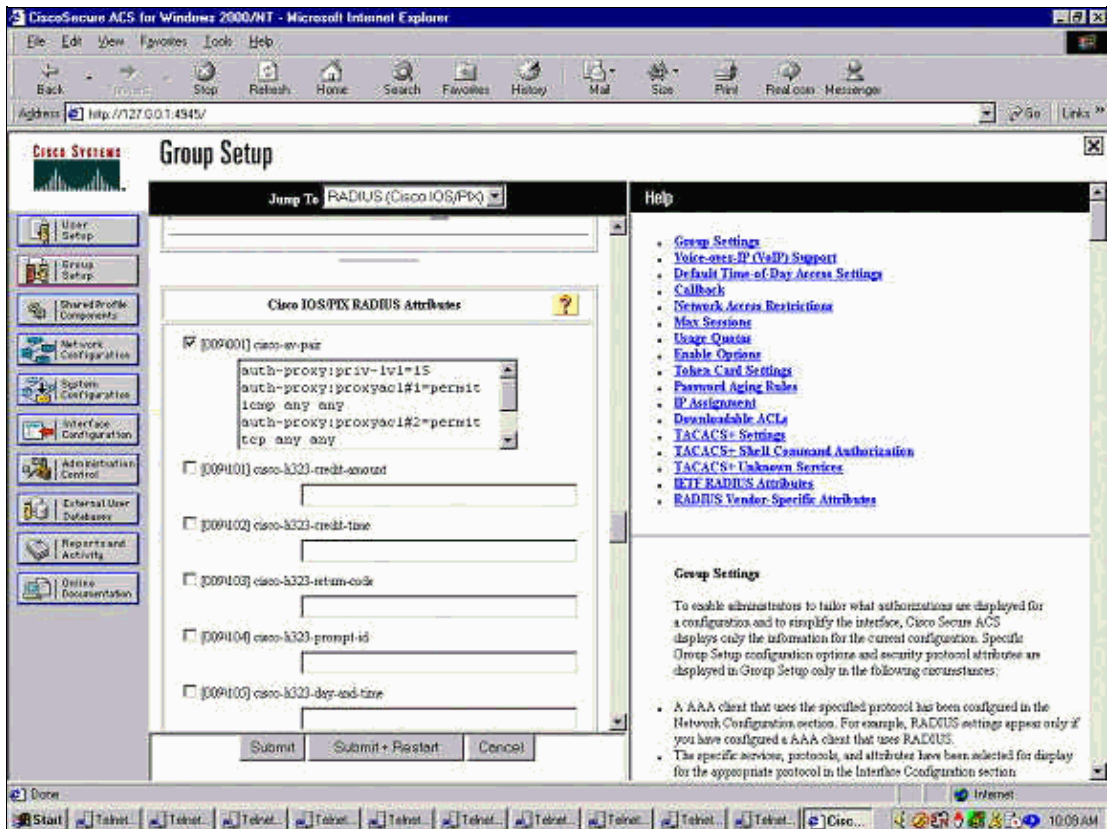 CiscoSecure ACS for Windows 2000/NT - Microsoft Internet Explorer
File Edit View Favorites Tools Help
Back Stop Refresh Home Search Favorites History Mail Size Print Real.com Messenger
Address http://127.0.0.1:4945/ Go Links »
CISCO SYSTEMS
Group Setup
Jump To RADIUS (Cisco IOS/PIX)
User Setup
Group Setup
Shared Profile Components
Network Configuration
System Configuration
Interface Configuration
Administration Control
External User Databases
Reports and Activity
Online Documentation
Cisco IOS/PIX RADIUS Attributes ?
[009\001] cisco-av-pair
auth-proxy:priv-lvl=15
auth-proxy:proxyacl#1=permit
icmp any any
auth-proxy:proxyacl#2=permit
tcp any any
[009\101] cisco-h323-credit-amount
[009\102] cisco-h323-credit-time
[009\103] cisco-h323-return-code
[009\104] cisco-h323-prompt-id
[009\105] cisco-h323-day-and-time
Submit Submit + Restart Cancel
Help
Group Settings
Voice-over-IP (VoIP) Support
Default Time-of-Day Access Settings
Callback
Network Access Restrictions
Max Sessions
Usage Quotas
Enable Options
Token Card Settings
Password Aging Rules
IP Assignment
Downloadable ACLs
TACACS+ Settings
TACACS+ Shell Command Authorization
TACACS+ Unknown Services
IETF RADIUS Attributes
RADIUS Vendor-Specific Attributes
Group Settings
To enable administrators to tailor what authorizations are displayed for
a configuration and to simplify the interface, Cisco Secure ACS
displays only the information for the current configuration. Specific
Group Setup configuration options and security protocol attributes are
displayed in Group Setup only in the following circumstances:
A AAA client that uses the specified protocol has been configured in the
Network Configuration section. For example, RADIUS settings appear only if
you have configured a AAA client that uses RADIUS.
The specific services, protocols, and attributes have been selected for display
for the appropriate protocol in the Interface Configuration section
Done Internet
Start Telnet... Telnet... Telnet... Telnet... Telnet... Telnet... Telnet... Telnet... Telnet... Cisc... 10:08 AM